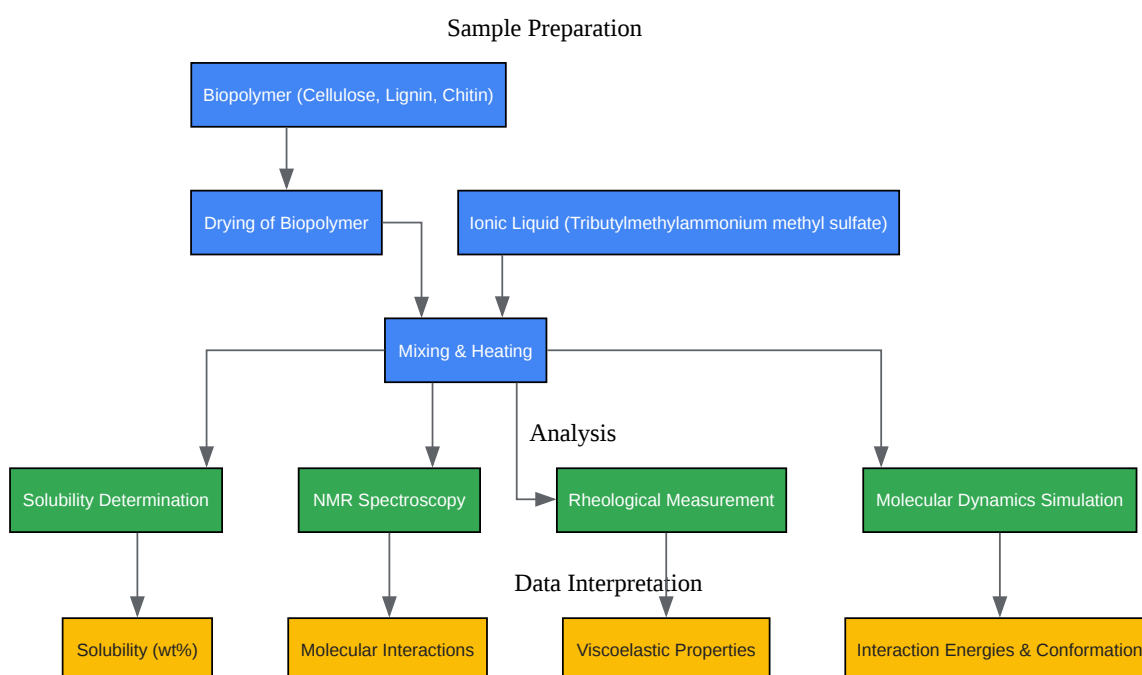 Sample Preparation
Biopolymer (Cellulose, Lignin, Chitin)
Drying of Biopolymer
Ionic Liquid (Tributylmethylammonium methyl sulfate)
Mixing & Heating
Analysis
Solubility Determination
NMR Spectroscopy
Rheological Measurement
Molecular Dynamics Simulation
Data Interpretation
Solubility (wt%)
Molecular Interactions
Viscoelastic Properties
Interaction Energies & Conformation